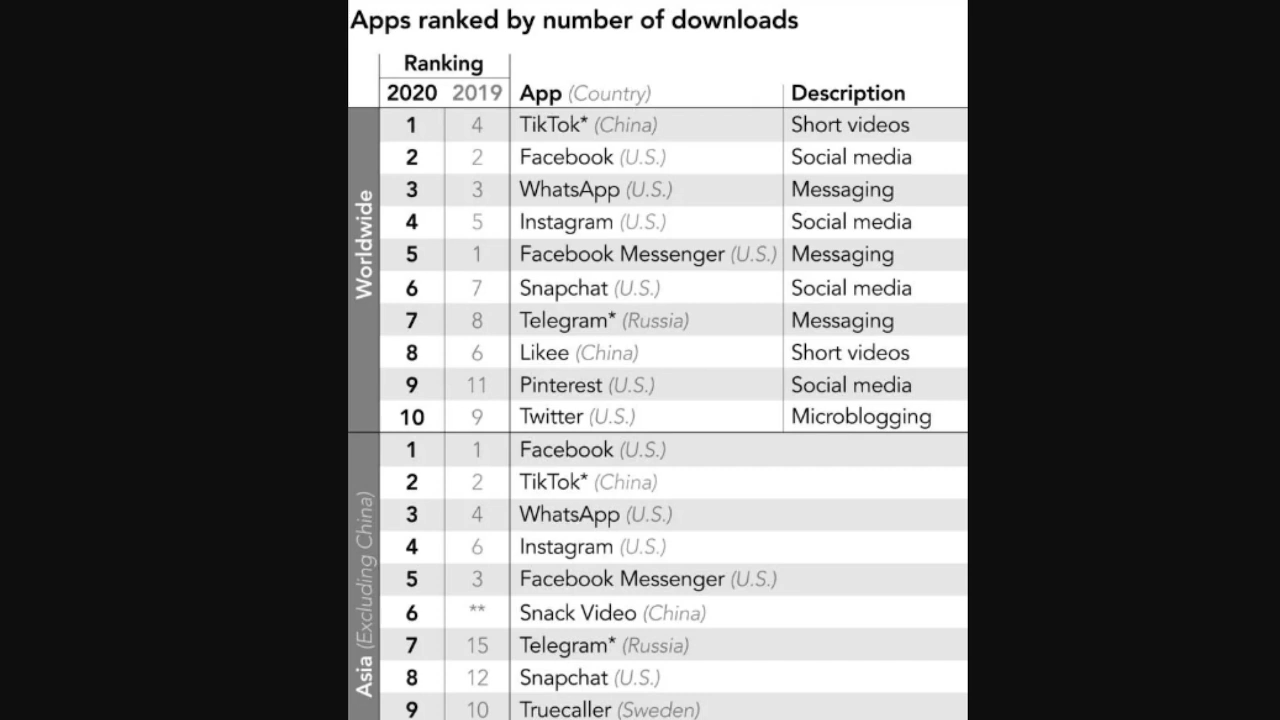 Apps ranked by number of downloads
Ranking
2020 2019 App (Country) Description
Worldwide
1 4 TikTok* (China) Short videos
2 2 Facebook (U.S.) Social media
3 3 WhatsApp (U.S.) Messaging
4 5 Instagram (U.S.) Social media
5 1 Facebook Messenger (U.S.) Messaging
6 7 Snapchat (U.S.) Social media
7 8 Telegram* (Russia) Messaging
8 6 Likee (China) Short videos
9 11 Pinterest (U.S.) Social media
10 9 Twitter (U.S.) Microblogging
Asia (Excluding China)
1 1 Facebook (U.S.)
2 2 TikTok* (China)
3 4 WhatsApp (U.S.)
4 6 Instagram (U.S.)
5 3 Facebook Messenger (U.S.)
6 ** Snack Video (China)
7 15 Telegram* (Russia)
8 12 Snapchat (U.S.)
9 10 Truecaller (Sweden)